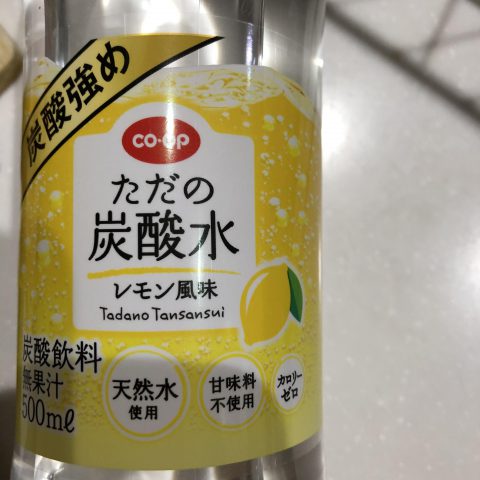 炭酸強め
CO·OP
ただの
炭酸水
レモン風味
Tadano Tansansui
炭酸飲料
無果汁
500mℓ
天然水
使用
甘味料
不使用
カロリー
ゼロ